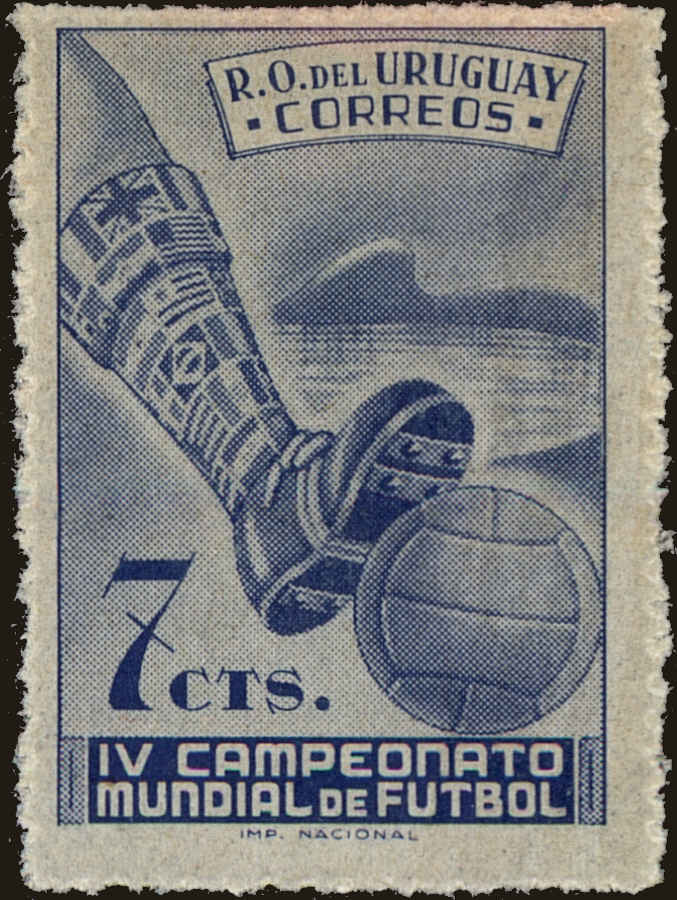 R.O. DEL URUGUAY
▪ CORREOS ▪
7 CTS.
IV CAMPEONATO
MUNDIAL DE FUTBOL
IMP. NACIONAL